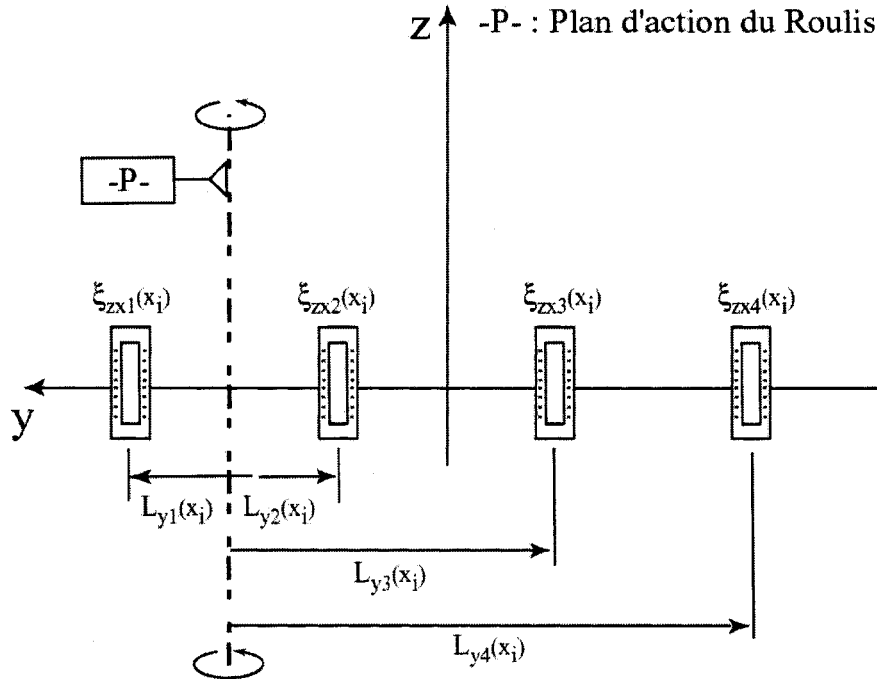 z -P- : Plan d'action du Roulis
-P-
ξzx1(xi) ξzx2(xi) ξzx3(xi) ξzx4(xi)
y
Ly1(xi) Ly2(xi)
Ly3(xi)
Ly4(xi)